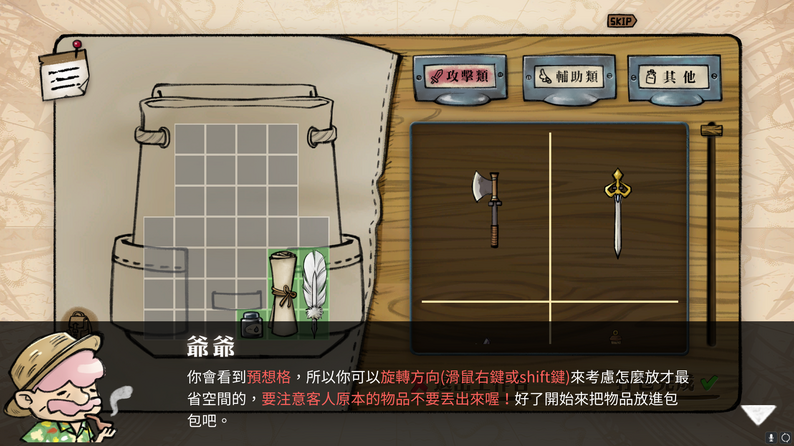 SKIP
攻擊類
輔助類
其他
爺爺
你會看到預想格，所以你可以旋轉方向(滑鼠右鍵或shift鍵)來考慮怎麼放才最
省空間的，要注意客人原本的物品不要丟出來喔！好了開始來把物品放進包
包吧。